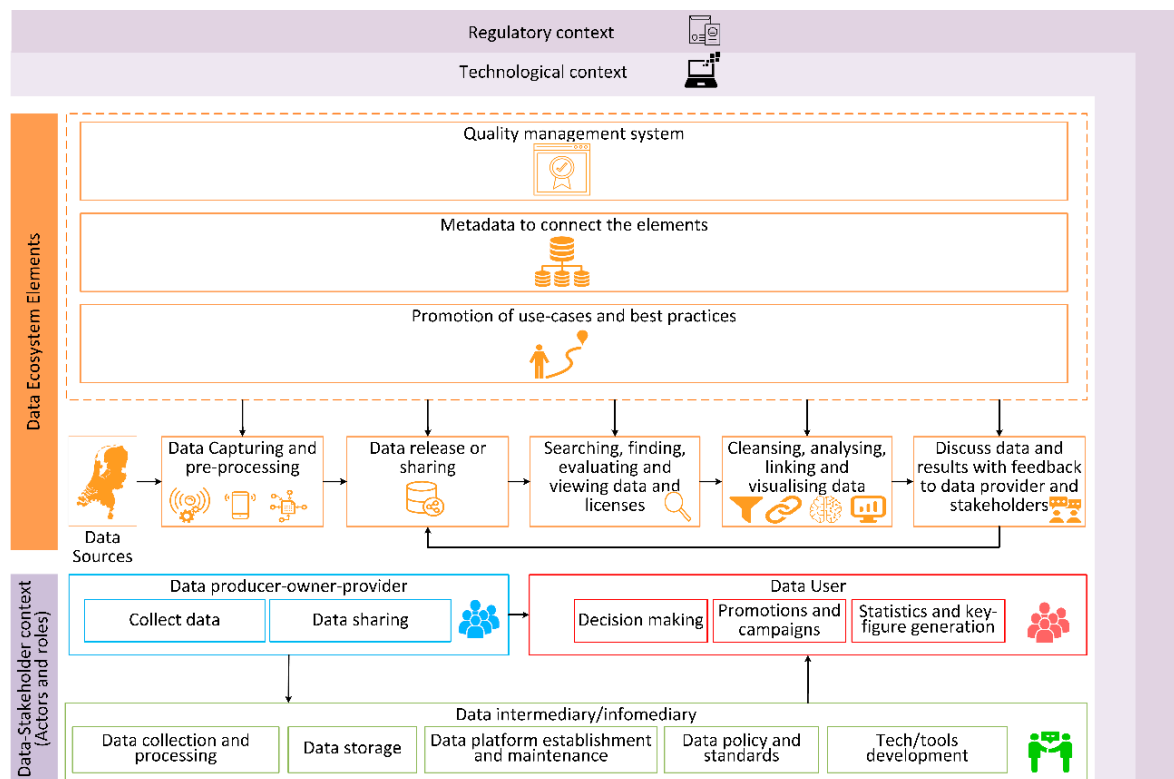 Regulatory context
Technological context
Data Ecosystem Elements
Quality management system
Metadata to connect the elements
Promotion of use-cases and best practices
Data
Sources
Data Capturing and
pre-processing
Data release or
sharing
Searching, finding,
evaluating and
viewing data and
licenses
Cleansing, analysing,
linking and
visualising data
Discuss data and
results with feedback
to data provider and
stakeholders
Data-Stakeholder context
(Actors and roles)
Data producer-owner-provider
Collect data
Data sharing
Data User
Decision making
Promotions and
campaigns
Statistics and key-
figure generation
Data intermediary/infomediary
Data collection and
processing
Data storage
Data platform establishment
and maintenance
Data policy and
standards
Tech/tools
development